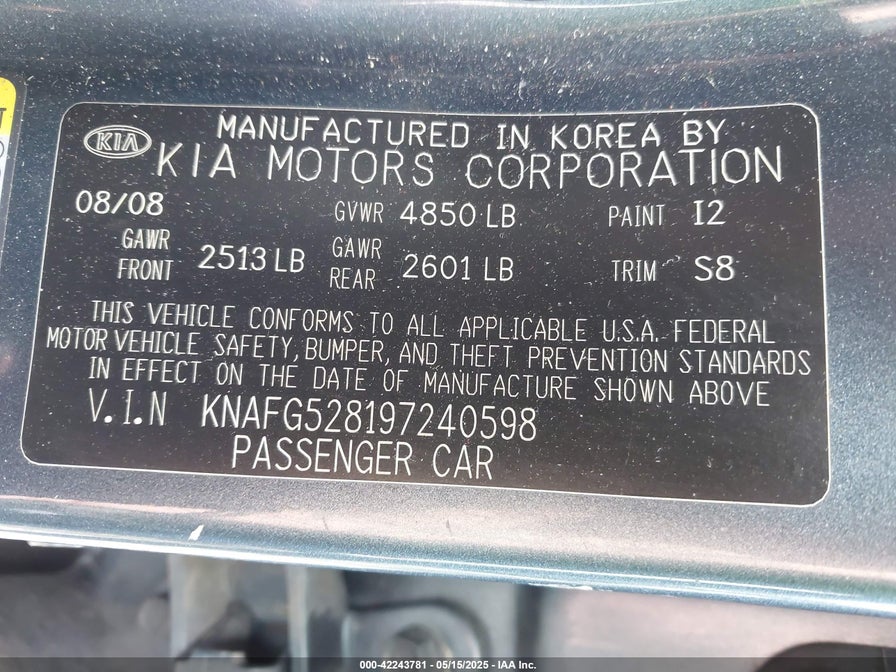 KIA
MANUFACTURED IN KOREA BY
KIA MOTORS CORPORATION
08/08 GVWR 4850 LB PAINT I2
GAWR FRONT 2513 LB GAWR REAR 2601 LB TRIM S8
THIS VEHICLE CONFORMS TO ALL APPLICABLE U.S.A. FEDERAL
MOTOR VEHICLE SAFETY, BUMPER, AND THEFT PREVENTION STANDARDS
IN EFFECT ON THE DATE OF MANUFACTURE SHOWN ABOVE
V.I.N KNAFG528197240598
PASSENGER CAR
000-42243781 - 05/15/2025 - IAA Inc.